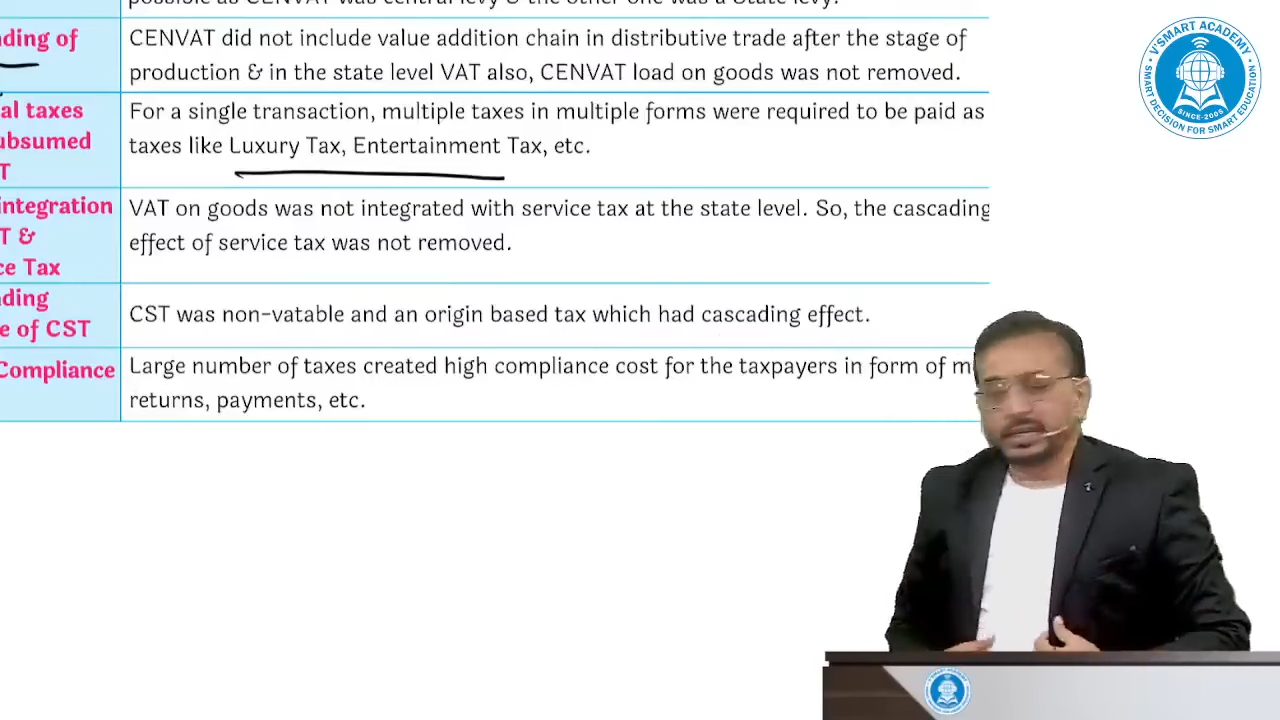 possible as CENVAT was central levy & the other one was a State levy.
ding of
CENVAT did not include value additio chain in distributive trade after the stage of
production & in the state level VAT also, CENVAT load on goods was not removed.
al taxes
ubsumed
T
For a single transaction, multiple taxes in multiple forms were required to be paid as
taxes like Luxury Tax, Entertainment Tax, etc.
integration
T &
ce Tax
VAT on goods was not integrated with service tax at the state level. So, the cascading
effect of service tax was not removed.
ding
e of CST
CST was non-vatable and an origin based tax which had cascading effect.
Compliance
Large number of taxes created high compliance cost for the taxpayers in form of m
returns, payments, etc.
V'SMART ACADEMY
SMART DECISION FOR SMART EDUCATION
SINCE-2009